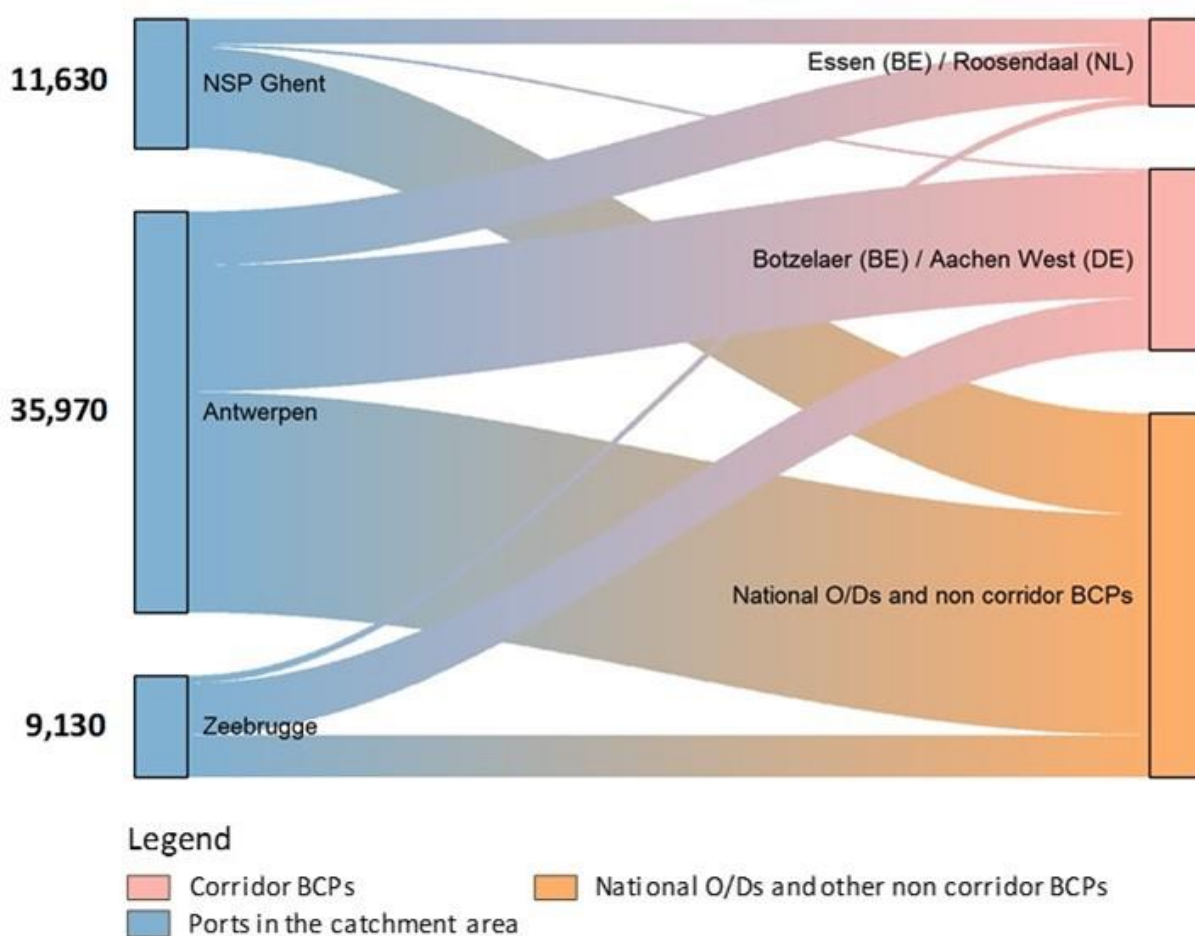 11,630
NSP Ghent
Essen (BE) / Roosendaal (NL)
Botzelaer (BE) / Aachen West (DE)
35,970
Antwerpen
National O/Ds and non corridor BCPs
9,130
Zeebrugge
Legend
Corridor BCPs
National O/Ds and other non corridor BCPs
Ports in the catchment area